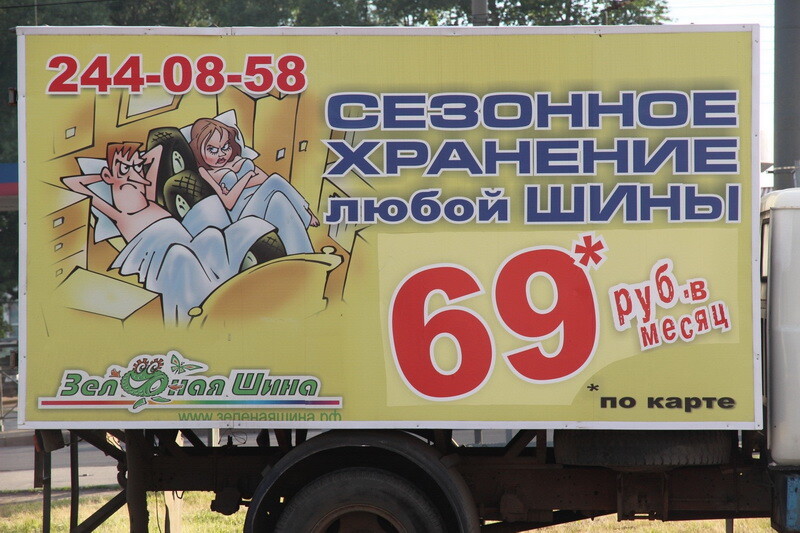 244-08-58
СЕЗОННОЕ
ХРАНЕНИЕ
любой ШИНЫ
69*
руб.в
месяц
Зелёная Шина
www.зеленаяшина.рф
*по карте